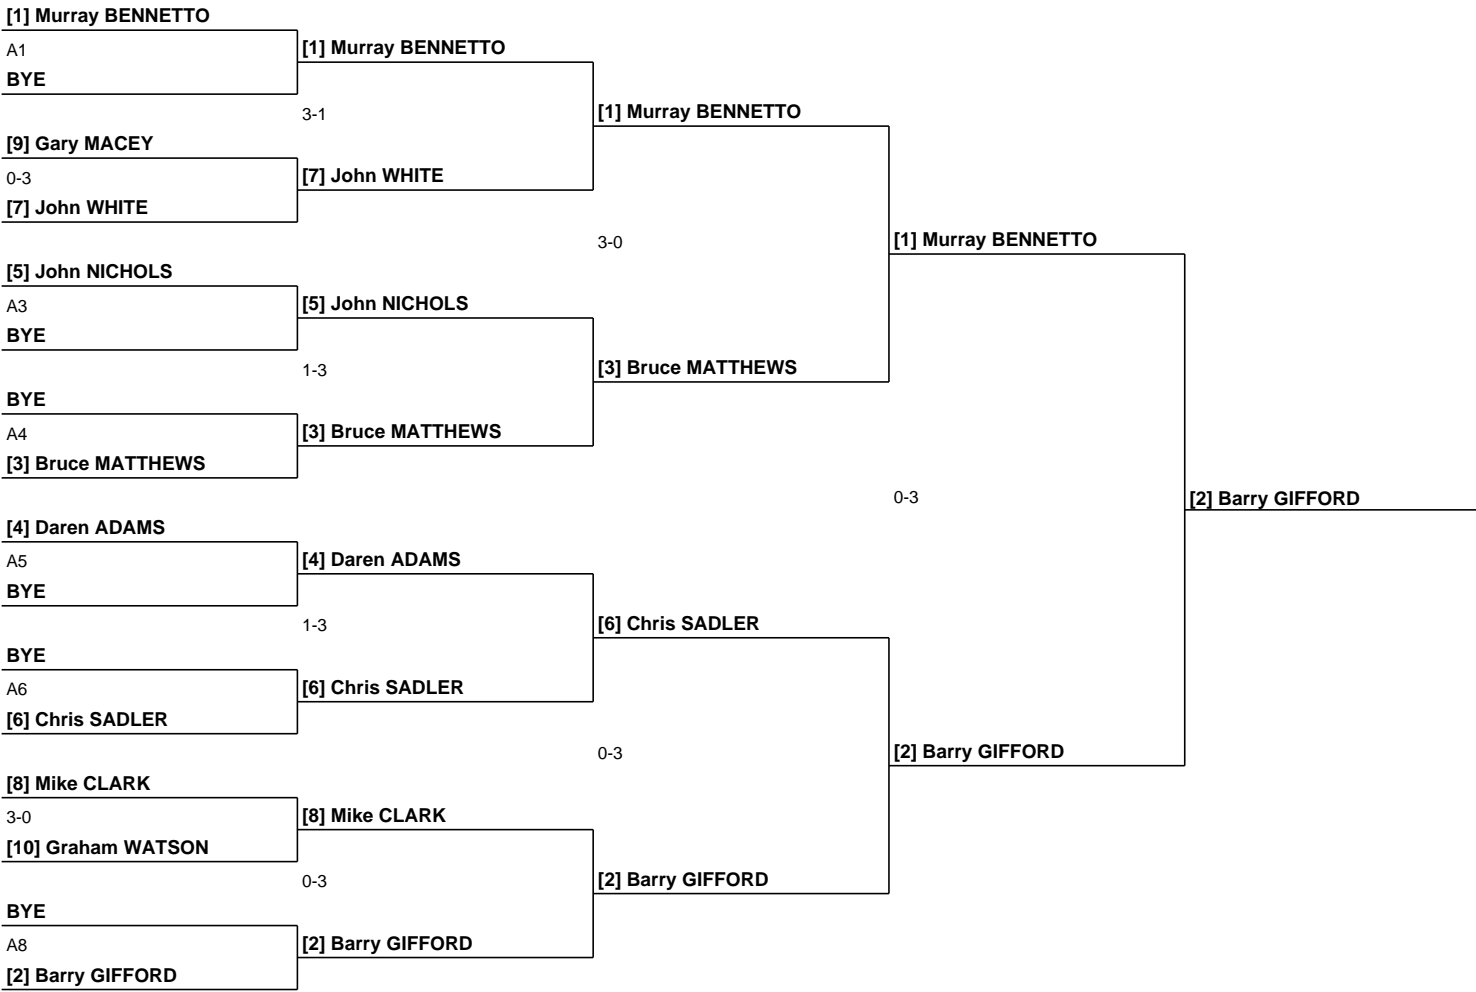 [1] Murray BENNETTO
A1
BYE
[9] Gary MACEY
0-3
[7] John WHITE
[5] John NICHOLS
A3
BYE
BYE
A4
[3] Bruce MATTHEWS
[4] Daren ADAMS
A5
BYE
BYE
A6
[6] Chris SADLER
[8] Mike CLARK
3-0
[10] Graham WATSON
BYE
A8
[2] Barry GIFFORD
[1] Murray BENNETTO
3-1
[7] John WHITE
[5] John NICHOLS
1-3
[3] Bruce MATTHEWS
[4] Daren ADAMS
1-3
[6] Chris SADLER
[8] Mike CLARK
0-3
[2] Barry GIFFORD
[1] Murray BENNETTO
3-0
[3] Bruce MATTHEWS
[6] Chris SADLER
0-3
[2] Barry GIFFORD
[1] Murray BENNETTO
0-3
[2] Barry GIFFORD
[2] Barry GIFFORD